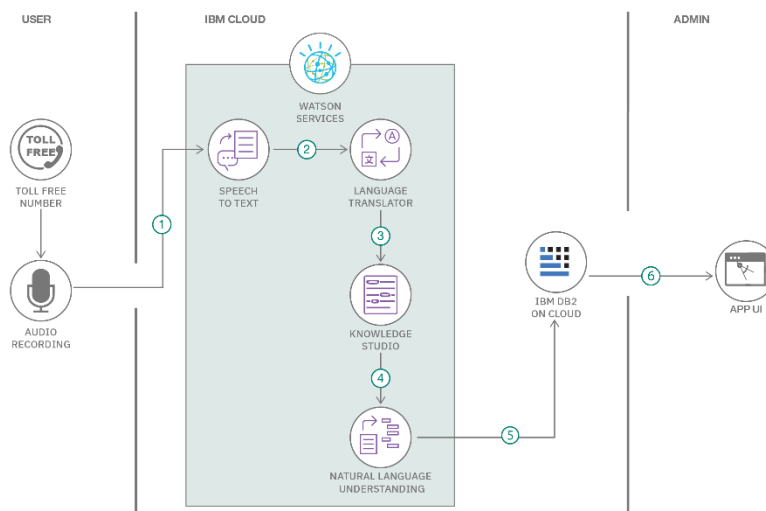 USER
IBM CLOUD
ADMIN
WATSON
SERVICES
TOLL
FREE
TOLL FREE
NUMBER
SPEECH
TO TEXT
2
A
文
LANGUAGE
TRANSLATOR
1
3
AUDIO
RECORDING
KNOWLEDGE
STUDIO
IBM DB2
ON CLOUD
6
APP UI
4
5
NATURAL LANGUAGE
UNDERSTANDING